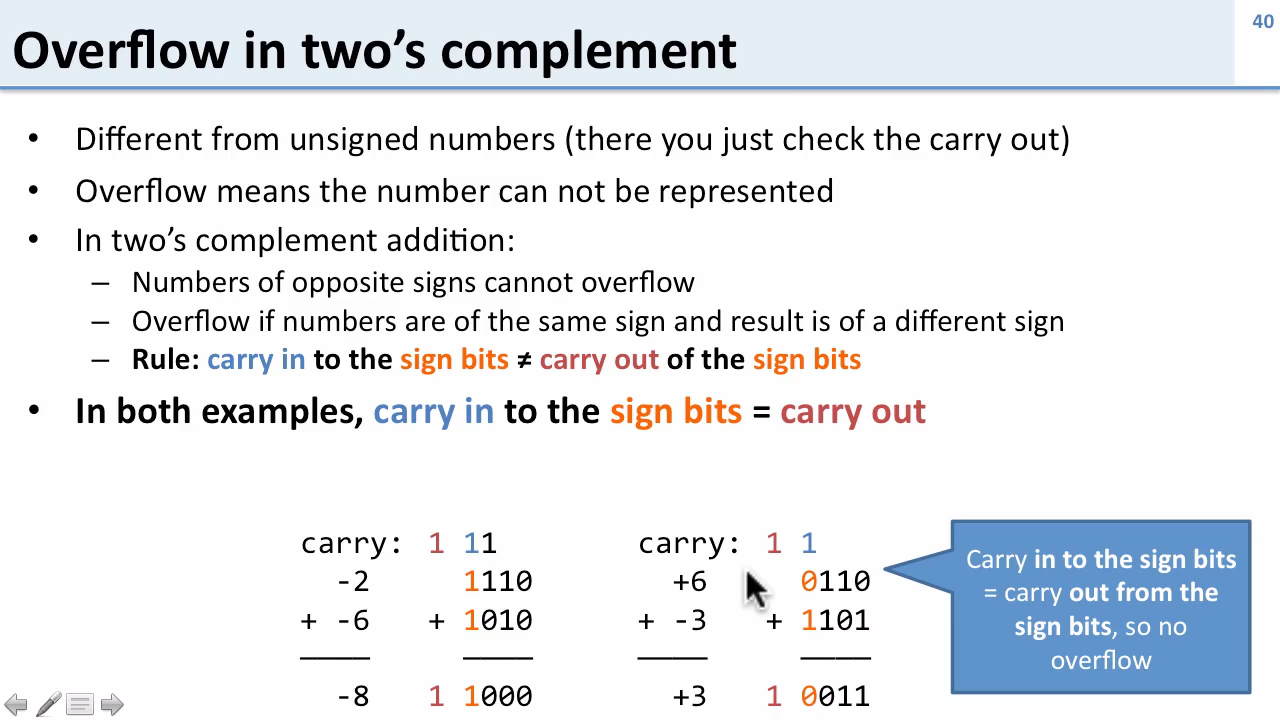 Overflow in two's complement
40
• Different from unsigned numbers (there you just check the carry out)
• Overflow means the number can not be represented
• In two's complement addition:
– Numbers of opposite signs cannot overflow
– Overflow if numbers are of the same sign and result is of a different sign
– Rule: carry in to the sign bits ≠ carry out of the sign bits
• In both examples, carry in to the sign bits = carry out
carry: 1 11
-2 1110
+ -6 + 1010
____ ____
-8 1 1000
carry: 1 1
+6 0110
+ -3 + 1101
____ ____
+3 1 0011
Carry in to the sign bits
= carry out from the
sign bits, so no
overflow